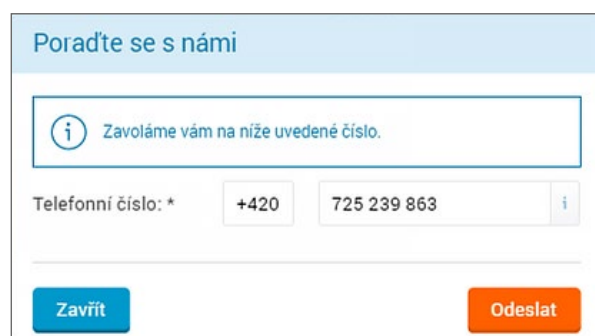 Poraďte se s námi
i Zavoláme vám na níže uvedené číslo.
Telefonní číslo: * +420 725 239 863 i
Zavřít Odeslat